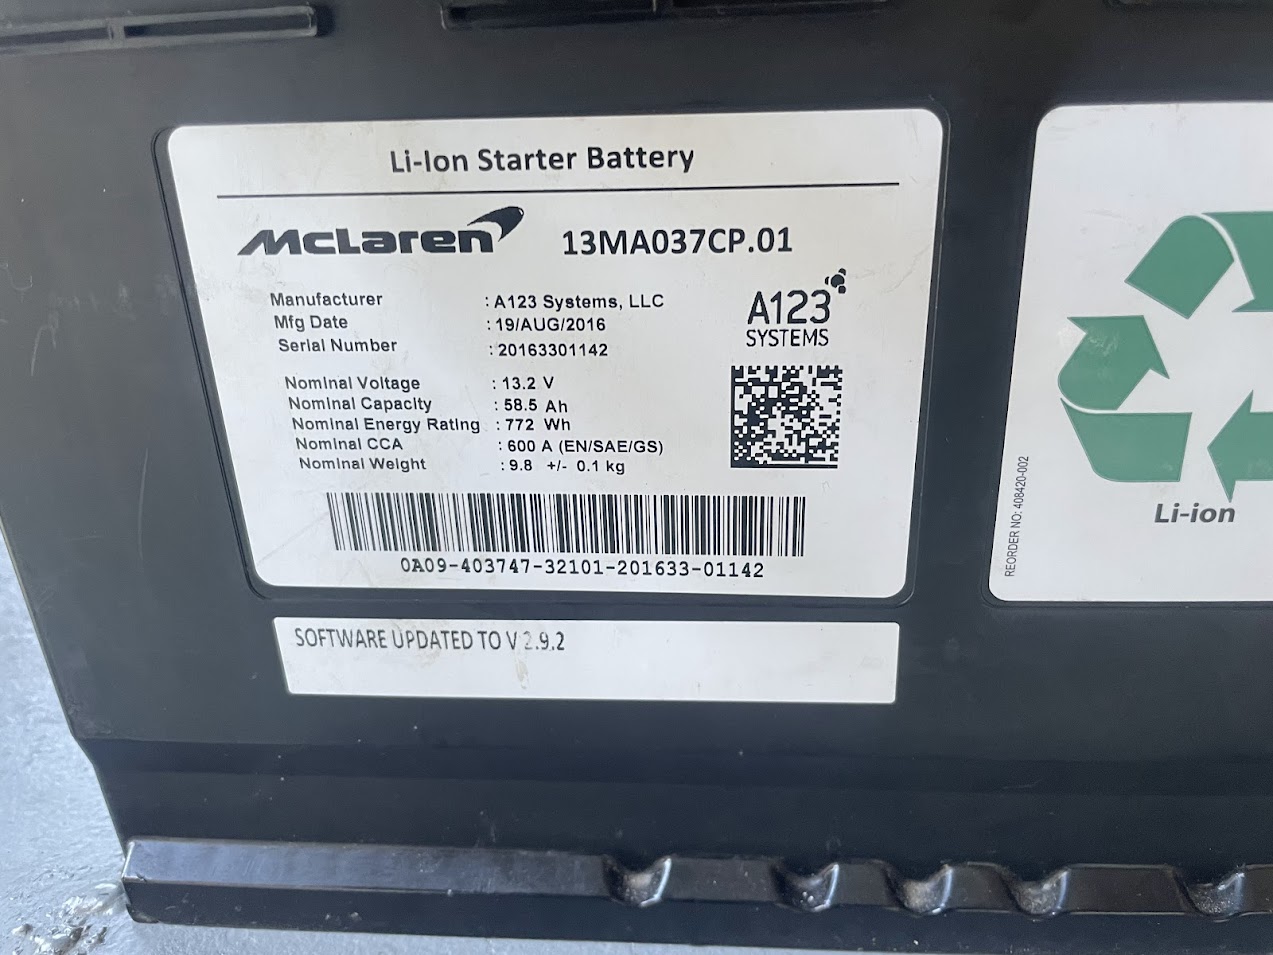 Li-Ion Starter Battery
McLaren 13MA037CP.01
Manufacturer : A123 Systems, LLC
Mfg Date : 19/AUG/2016
Serial Number : 20163301142
A123
SYSTEMS
Nominal Voltage : 13.2 V
Nominal Capacity : 58.5 Ah
Nominal Energy Rating : 772 Wh
Nominal CCA : 600 A (EN/SAE/GS)
Nominal Weight : 9.8 +/- 0.1 kg
0A09-403747-32101-201633-01142
SOFTWARE UPDATED TO V 2.9.2
Li-ion
REORDER NO: 408420-002